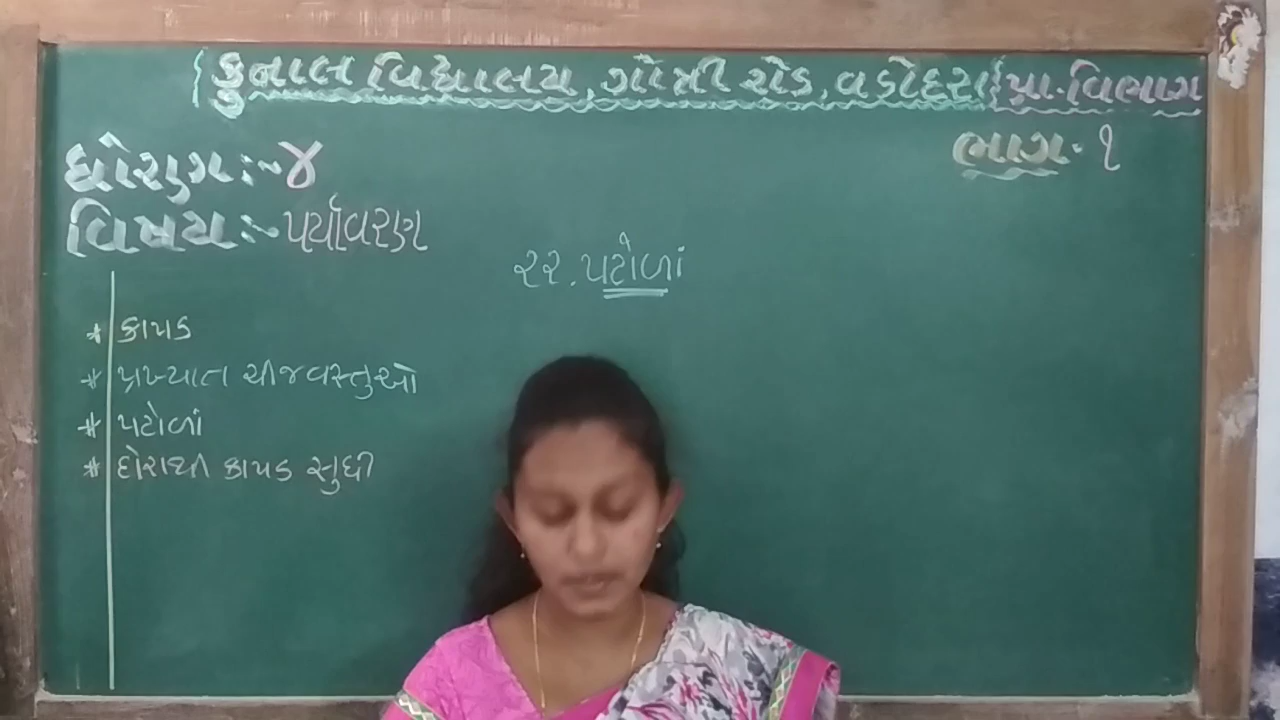 {કુનાલ વિદ્યાલય, ગોત્રી રોડ, વડોદરા{પ્રા.વિભાગ
ભાગ-૧
ધોરણ:-૪
વિષય:-પર્યાવરણ
૨૨.પટોળાં
* કાપડ
* પ્રખ્યાત ચીજવસ્તુઓ
* પટોળાં
* દોરાથી કાપડ સુધી